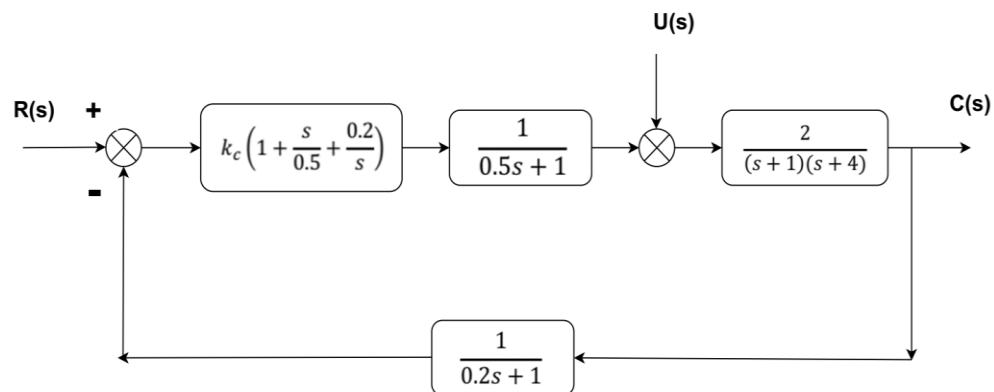 U(s)
R(s)
+
C(s)
k_c(1 + s/0.5 + 0.2/s)
1/(0.5s + 1)
2/((s + 1)(s + 4))
-
1/(0.2s + 1)